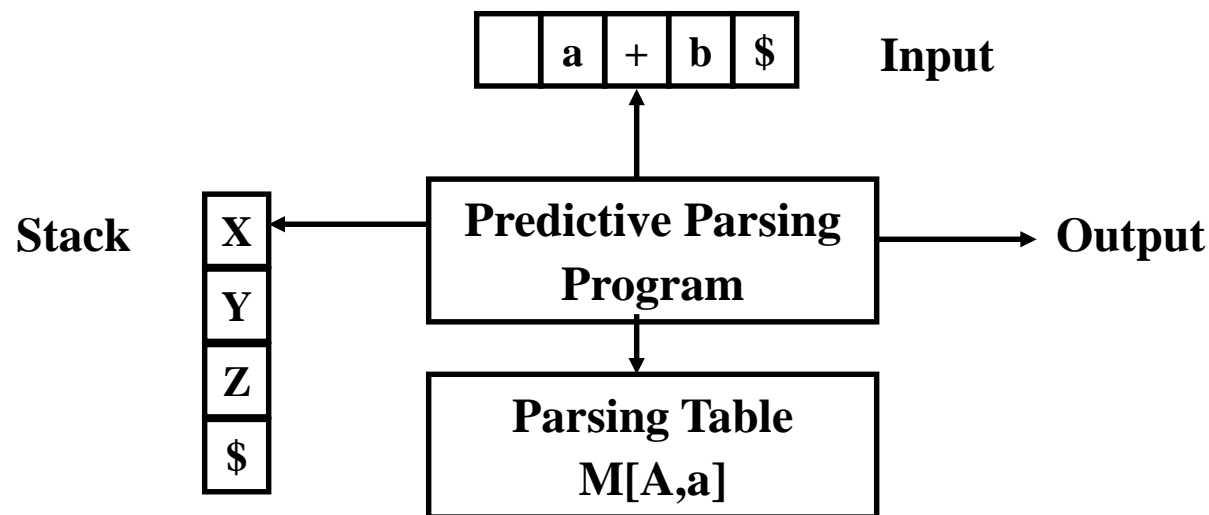 a + b $ Input
Stack X Predictive Parsing Output
Program
Y
Z Parsing Table
$ M[A,a]